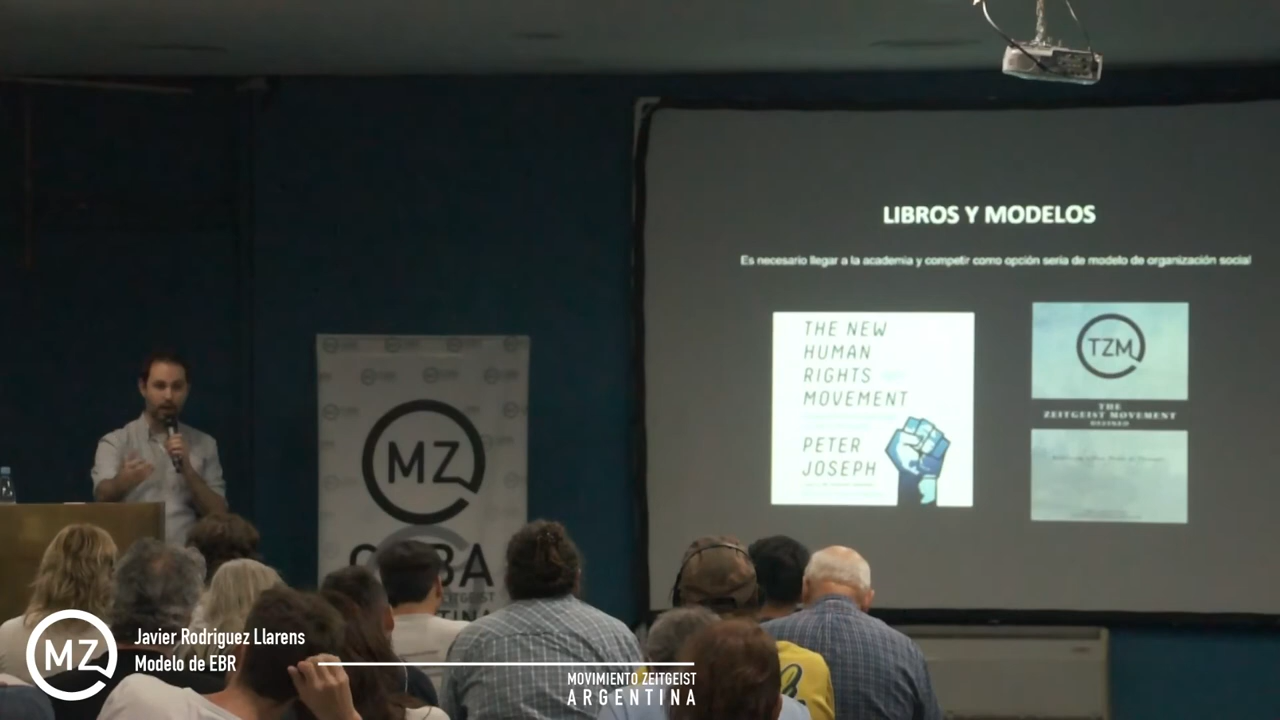 LIBROS Y MODELOS
Es necesario llegar a la academia y competir como opción seria de modelo de organización social
THE NEW
HUMAN
RIGHTS
MOVEMENT
PETER
JOSEPH
TZM
THE
ZEITGEIST MOVEMENT
DEFINED
MZ
MZ
Javier Rodriguez Llarens
Modelo de EBR
MOVIMIENTO ZEITGEIST
ARGENTINA